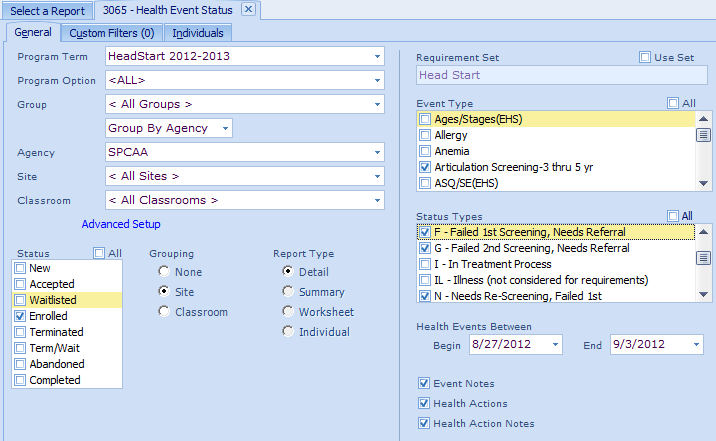 Select a Report
3065 - Health Event Status
General
Custom Filters (0)
Individuals
Program Term
HeadStart 2012-2013
Program Option
<ALL>
Group
< All Groups >
Group By Agency
Agency
SPCAA
Site
< All Sites >
Classroom
< All Classrooms >
Advanced Setup
Status
All
New
Accepted
Waitlisted
Enrolled
Terminated
Term/Wait
Abandoned
Completed
Grouping
None
Site
Classroom
Report Type
Detail
Summary
Worksheet
Individual
Requirement Set
Use Set
Head Start
Event Type
All
Ages/Stages(EHS)
Allergy
Anemia
Articulation Screening-3 thru 5 yr
ASQ/SE(EHS)
Status Types
All
F - Failed 1st Screening, Needs Referral
G - Failed 2nd Screening, Needs Referral
I - In Treatment Process
IL - Illness (not considered for requirements)
N - Needs Re-Screening, Failed 1st
Health Events Between
Begin
8/27/2012
End
9/3/2012
Event Notes
Health Actions
Health Action Notes